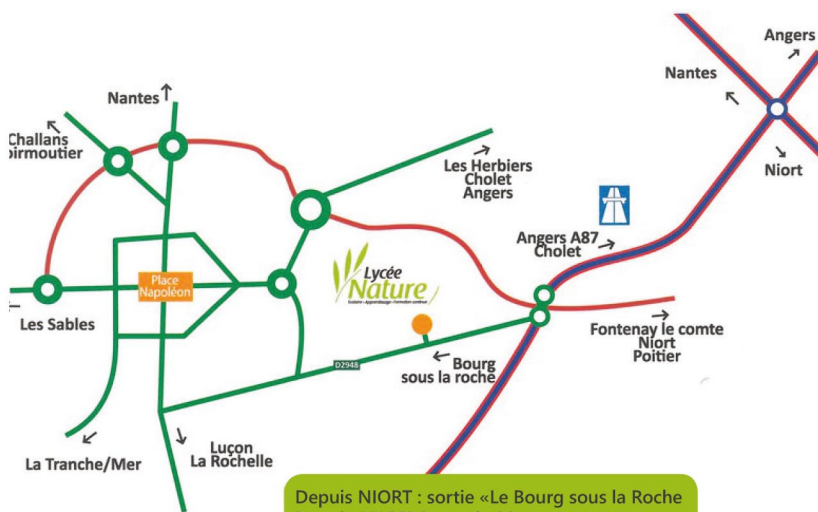 Angers
Nantes
Nantes
Challans
Niort
Les Herbiers
Cholet
Angers
Angers A87
Cholet
Lycée
Nature
Place
Napoléon
Les Sables
Fontenay le comte
Niort
Poitier
Bourg
sous la roche
D2948
Luçon
La Rochelle
La Tranche/Mer
Depuis NIORT : sortie «Le Bourg sous la Roche